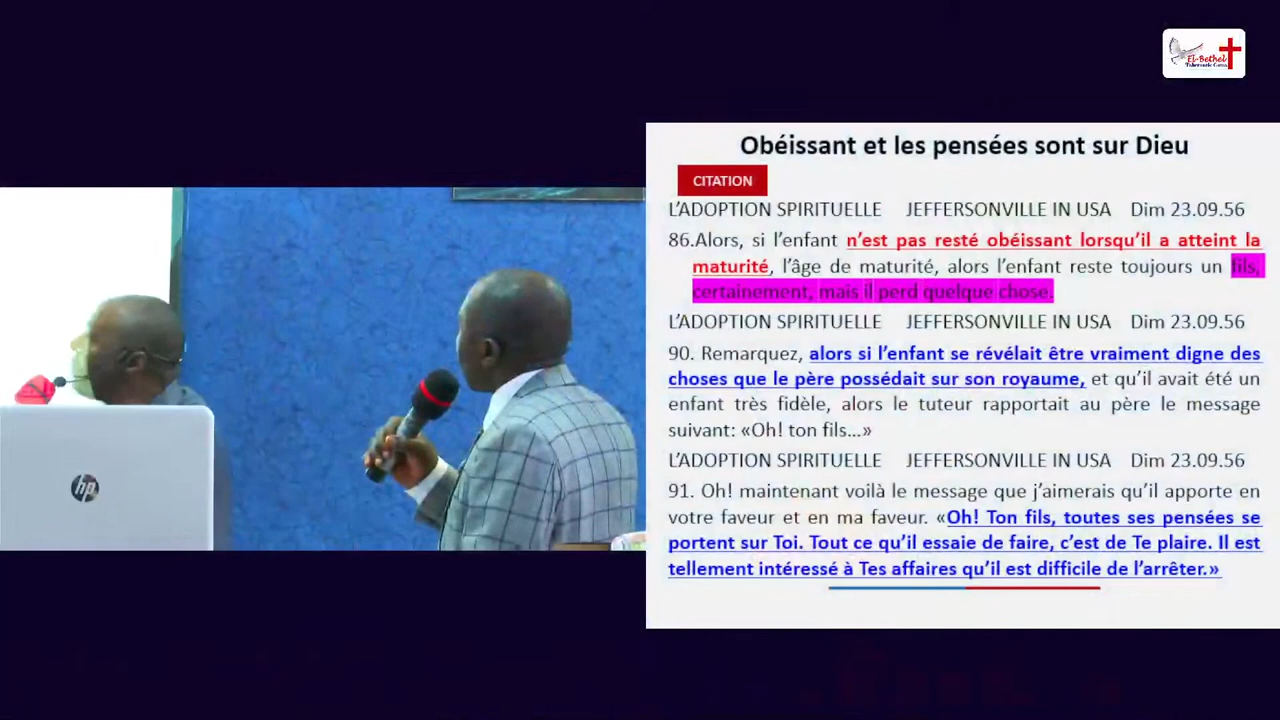 El-Bethel
Obéissant et les pensées sont sur Dieu
CITATION
L'ADOPTION SPIRITUELLE JEFFERSONVILLE IN USA Dim 23.09.56
86.Alors, si l'enfant n'est pas resté obéissant lorsqu'il a atteint la
maturité, l'âge de maturité, alors l'enfant reste toujours un fils,
certainement, mais il perd quelque chose.
L'ADOPTION SPIRITUELLE JEFFERSONVILLE IN USA Dim 23.09.56
90. Remarquez, alors si l'enfant se révélait être vraiment digne des
choses que le père possédait sur son royaume, et qu'il avait été un
enfant très fidèle, alors le tuteur rapportait au père le message
suivant: «Oh! ton fils...»
L'ADOPTION SPIRITUELLE JEFFERSONVILLE IN USA Dim 23.09.56
91. Oh! maintenant voilà le message que j'aimerais qu'il apporte en
votre faveur et en ma faveur. «Oh! Ton fils, toutes ses pensées se
portent sur Toi. Tout ce qu'il essaie de faire, c'est de Te plaire. Il est
tellement intéressé à Tes affaires qu'il est difficile de l'arrêter.»
hp